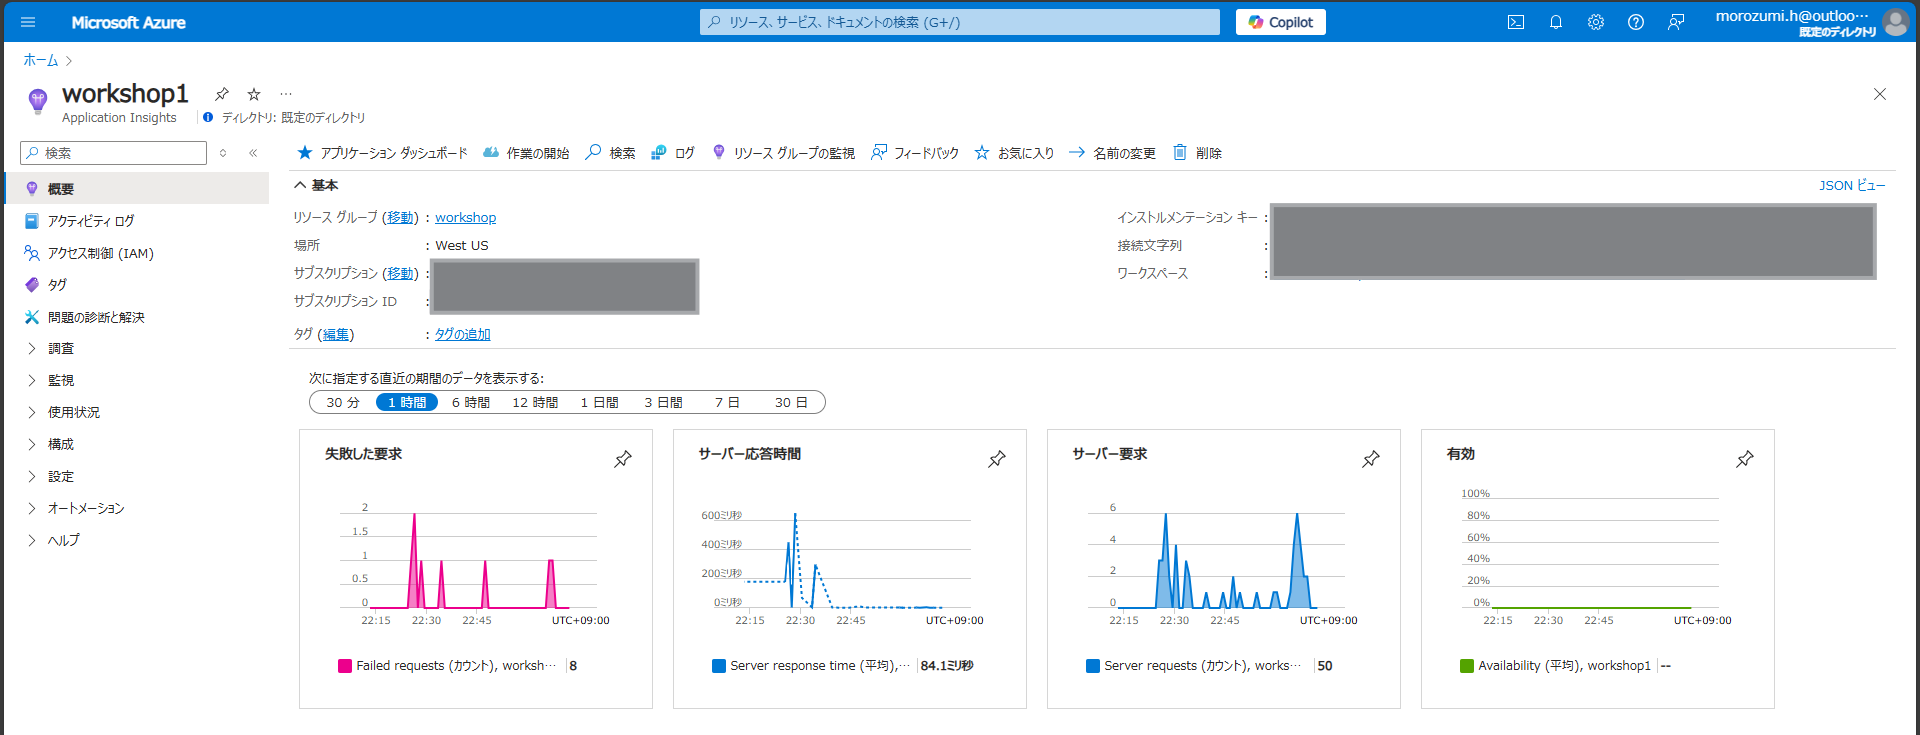 Microsoft Azure
リソース、サービス、ドキュメントの検索 (G+/)
Copilot
morozumi.h@outloo…
既定のディレクトリ
ホーム
workshop1
Application Insights
ディレクトリ: 既定のディレクトリ
検索
アプリケーション ダッシュボード
作業の開始
検索
ログ
リソース グループの監視
フィードバック
お気に入り
名前の変更
削除
概要
アクティビティ ログ
アクセス制御 (IAM)
タグ
問題の診断と解決
調査
監視
使用状況
構成
設定
オートメーション
ヘルプ
基本
JSON ビュー
リソース グループ (移動) : workshop
場所 : West US
サブスクリプション (移動) :
サブスクリプション ID :
タグ (編集) : タグの追加
インストルメンテーション キー :
接続文字列 :
ワークスペース :
次に指定する直近の期間のデータを表示する:
30 分 1 時間 6 時間 12 時間 1 日間 3 日間 7 日 30 日
失敗した要求
2
1.5
1
0.5
0
22:15 22:30 22:45 UTC+09:00
Failed requests (カウント), worksh… 8
サーバー応答時間
600ミリ秒
400ミリ秒
200ミリ秒
0ミリ秒
22:15 22:30 22:45 UTC+09:00
Server response time (平均),… 84.1ミリ秒
サーバー要求
6
4
2
0
22:15 22:30 22:45 UTC+09:00
Server requests (カウント), works… 50
有効
100%
80%
60%
40%
20%
0%
22:15 22:30 22:45 UTC+09:00
Availability (平均), workshop1 --